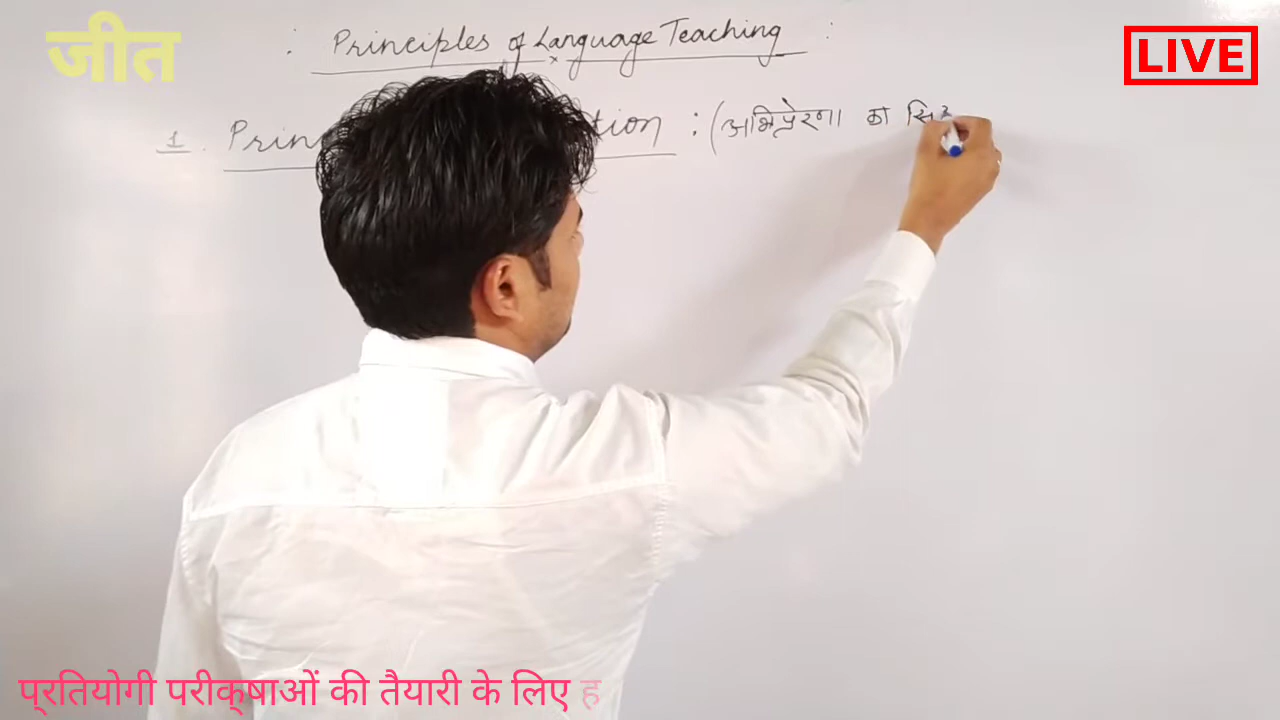 जीत
: Principles of Language Teaching :
LIVE
1. Prin tion : (अभिप्रेरणा का सि
प्रतियोगी परीक्षाओं की तैयारी के लिए ह